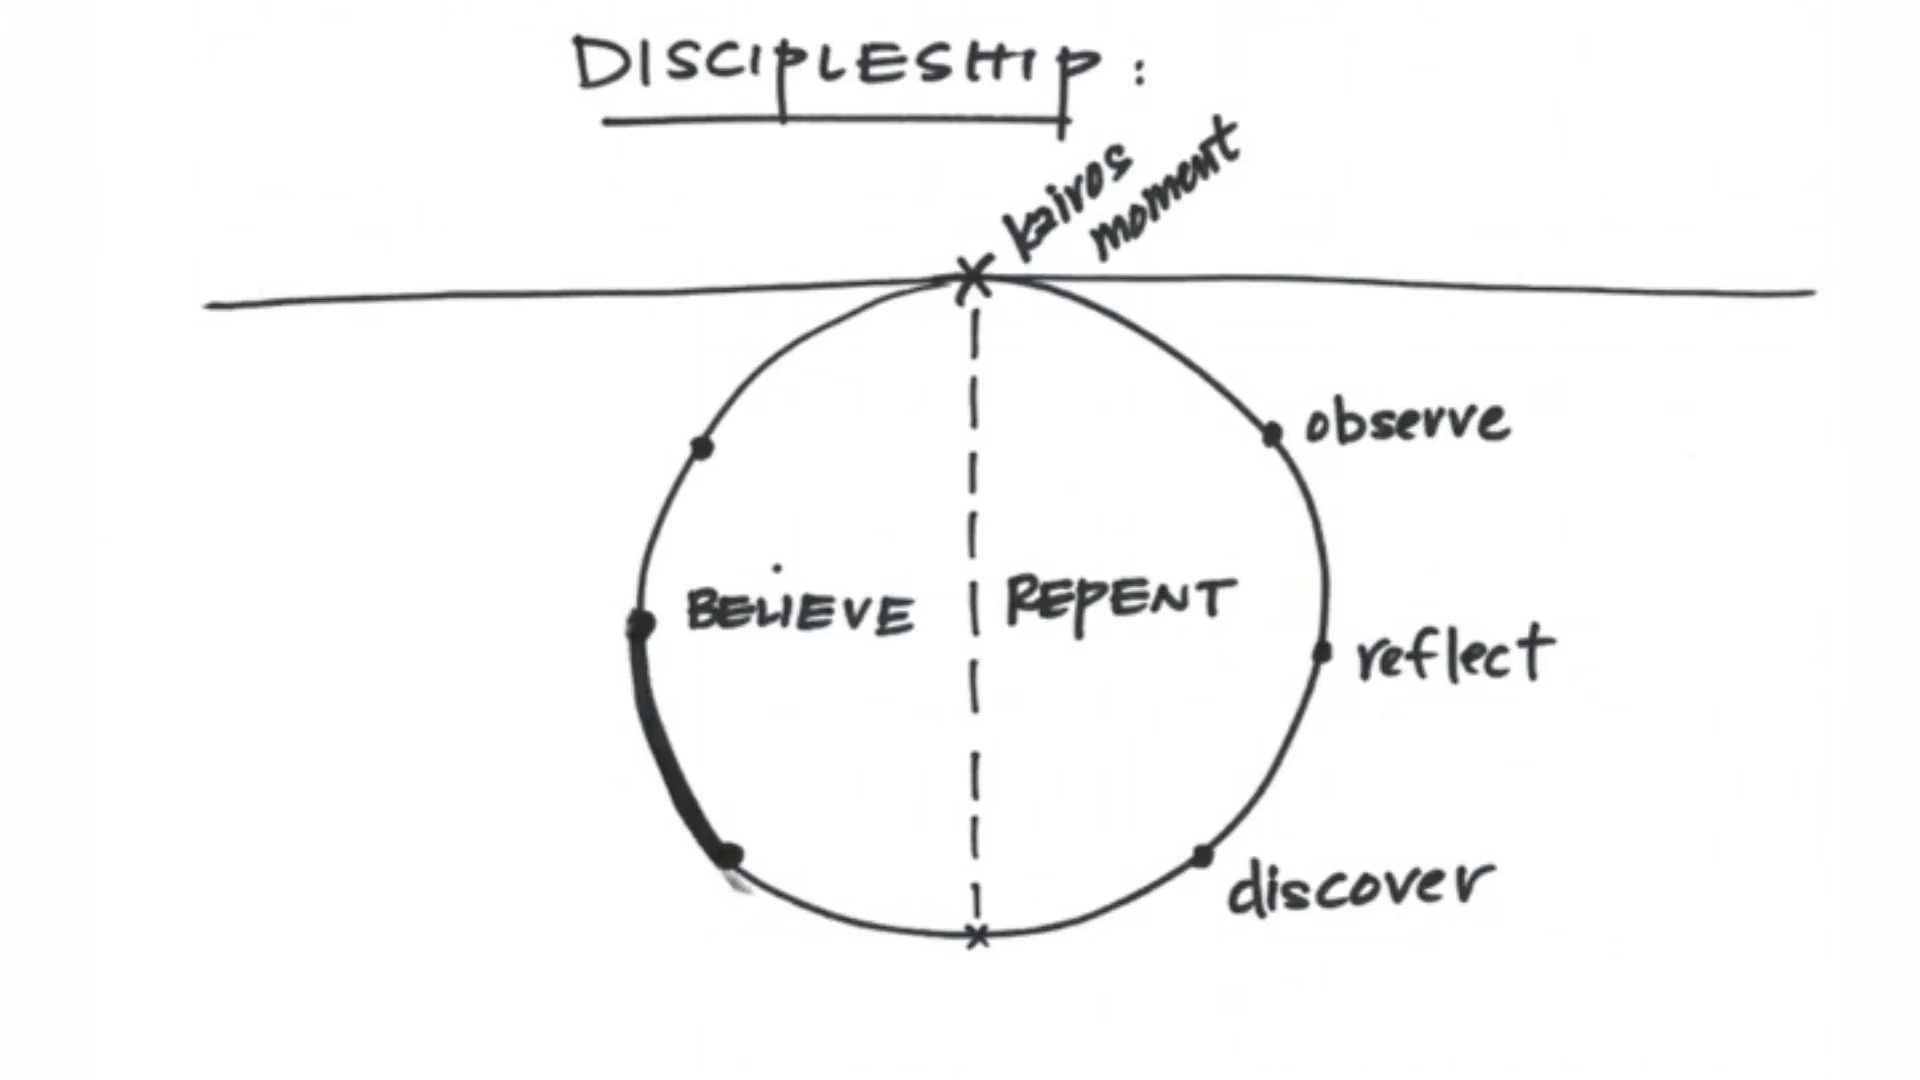 DISCIPLESHIP:
kairos
moment
observe
BELIEVE
REPENT
reflect
discover